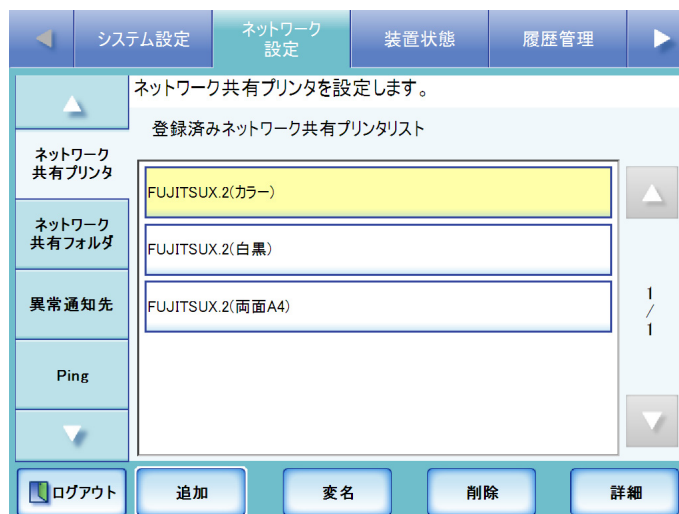 システム設定
ネットワーク
設定
装置状態
履歴管理
ネットワーク共有プリンタを設定します。
登録済みネットワーク共有プリンタリスト
ネットワーク
共有プリンタ
ネットワーク
共有フォルダ
異常通知先
Ping
FUJITSUX.2(カラー)
FUJITSUX.2(白黒)
FUJITSUX.2(両面A4)
1
/
1
ログアウト
追加
変名
削除
詳細